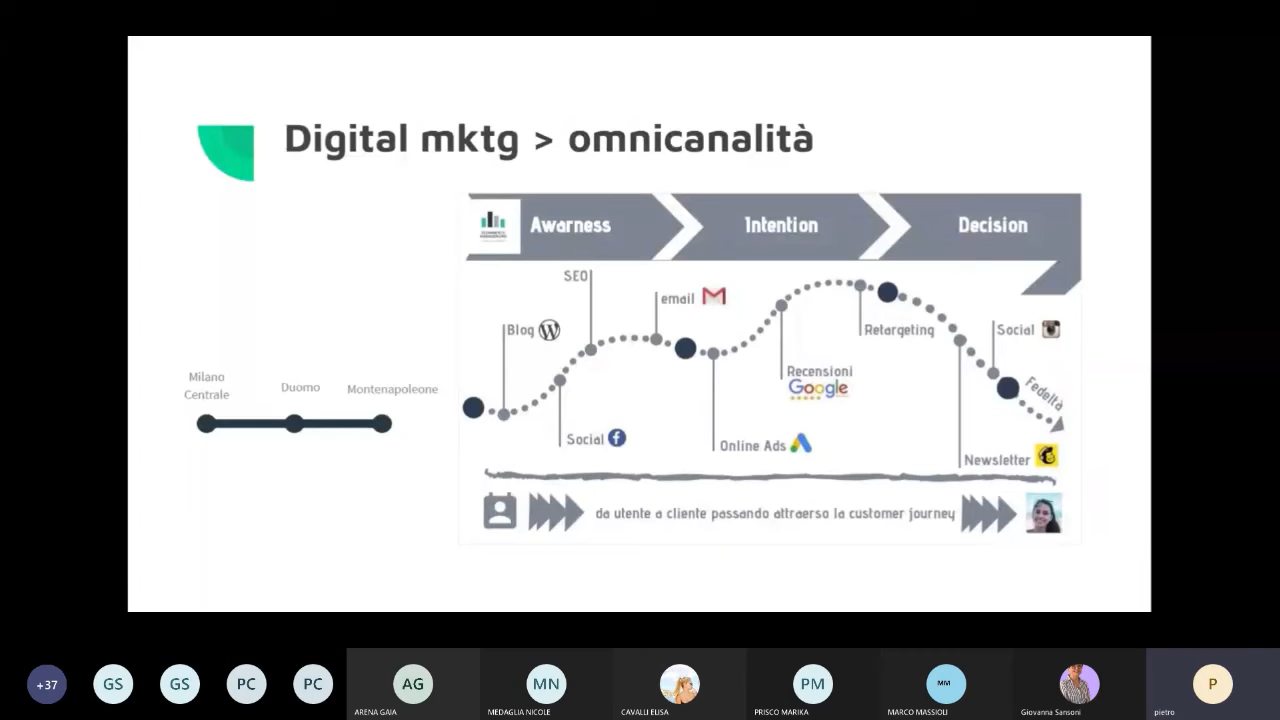 Digital mktg > omnicanalità
Awarness
Intention
Decision
SEO
email
Blog
Retargeting
Social
Recensioni
Google
Fedeltà
Social
Online Ads
Newsletter
Milano
Centrale
Duomo
Montenapoleone
da utente a cliente passando attraerso la customer journey
+37
GS
GS
PC
PC
AG
MN
PM
MM
P
ARENA GAIA
MEDAGLIA NICOLE
CAVALLI ELISA
PRISCO MARIKA
MARCO MASSIOLI
Giovanna Sansoni
pietro